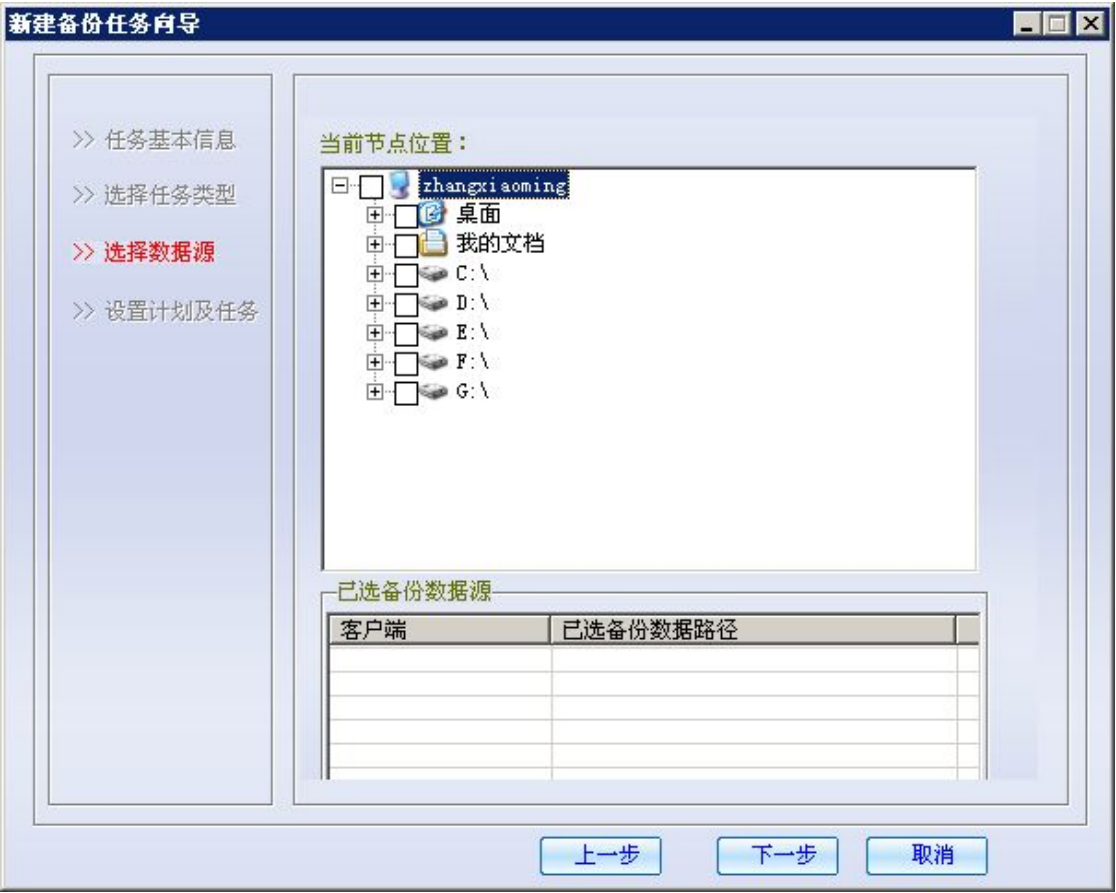 新建备份任务向导
>> 任务基本信息
>> 选择任务类型
>> 选择数据源
>> 设置计划及任务
当前节点位置：
zhangxiaoming
桌面
我的文档
C:\
D:\
E:\
F:\
G:\
已选备份数据源
客户端 已选备份数据路径
上一步 下一步 取消